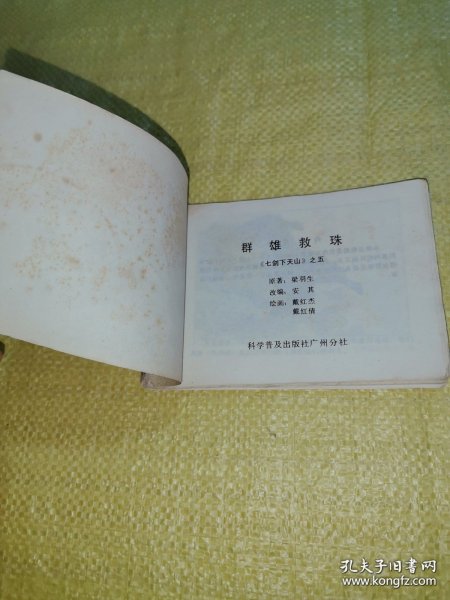 群雄救珠
《七剑下天山》之五
原著：梁羽生
改编：安其
绘画：戴红杰
戴红倩
科学普及出版社广州分社
孔夫子旧书网
www.kongfz.com